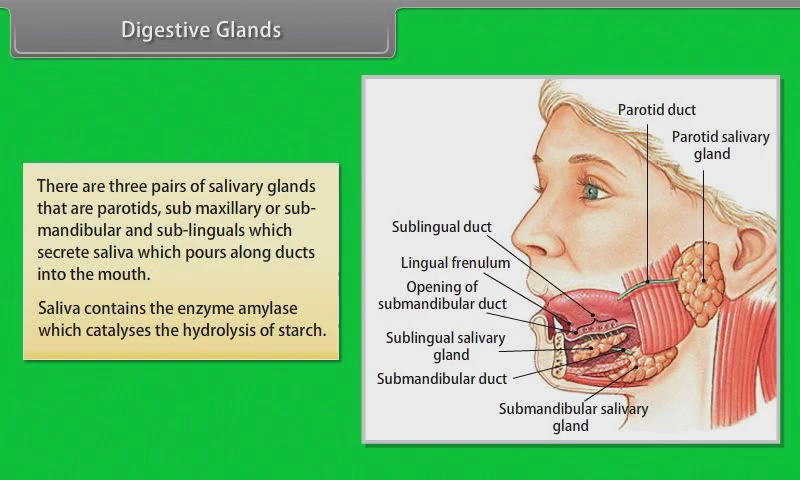 Digestive Glands
There are three pairs of salivary glands
that are parotids, sub maxillary or sub-
mandibular and sub-linguals which
secrete saliva which pours along ducts
into the mouth.
Saliva contains the enzyme amylase
which catalyses the hydrolysis of starch.
Parotid duct
Parotid salivary
gland
Sublingual duct
Lingual frenulum
Opening of
submandibular duct
Sublingual salivary
gland
Submandibular duct
Submandibular salivary
gland